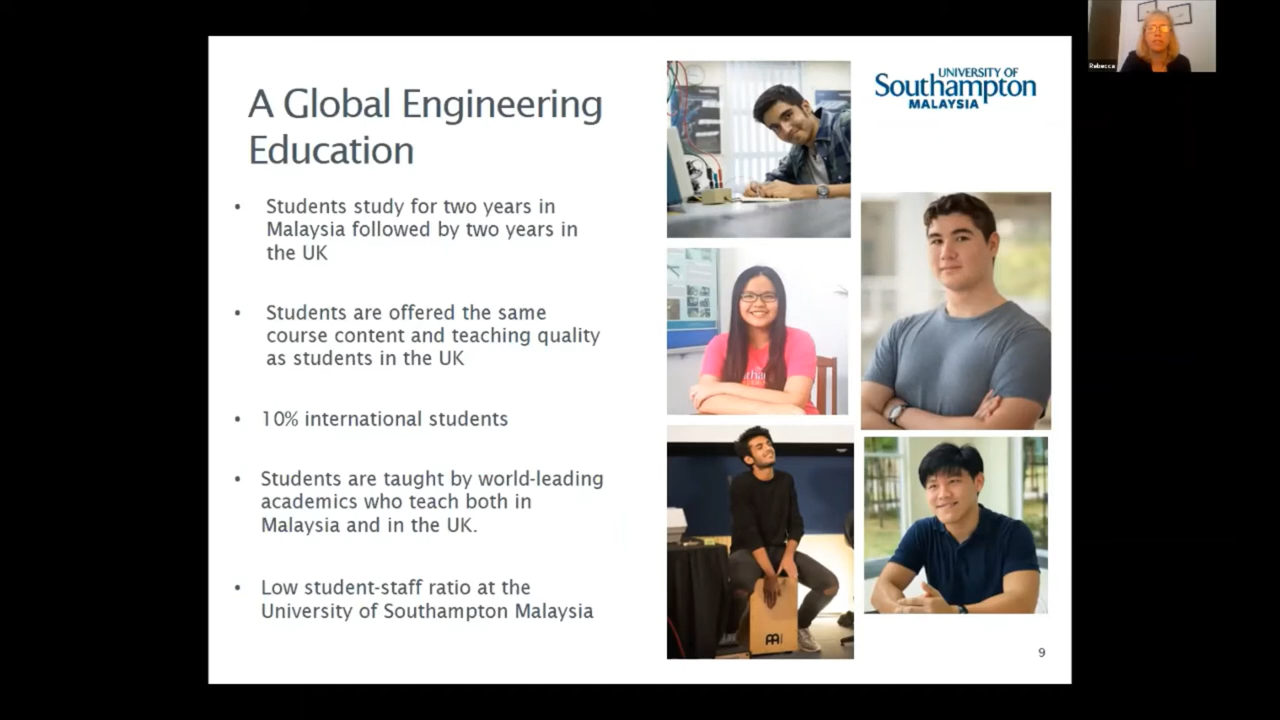 A Global Engineering
Education
• Students study for two years in
Malaysia followed by two years in
the UK
• Students are offered the same
course content and teaching quality
as students in the UK
• 10% international students
• Students are taught by world-leading
academics who teach both in
Malaysia and in the UK.
• Low student-staff ratio at the
University of Southampton Malaysia
UNIVERSITY OF
Southampton
MALAYSIA
Rebecca
9